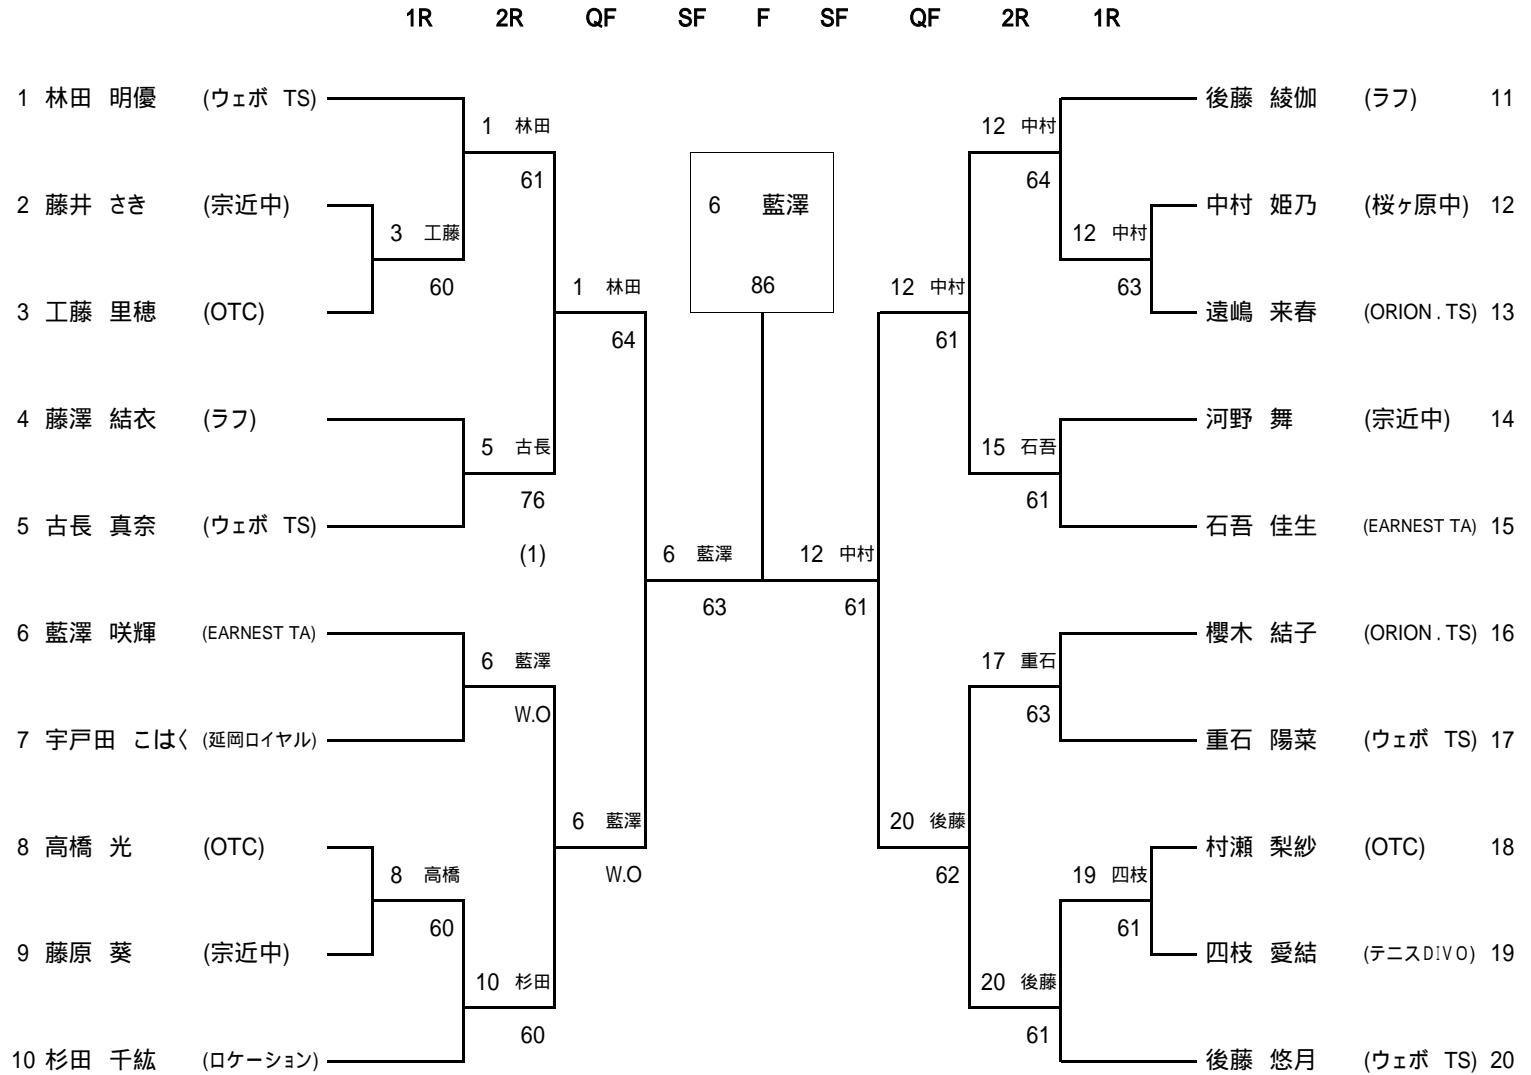 1R 2R QF SF F SF QF 2R 1R
1 林田 明優 (ウェボ TS) 後藤 綾伽 (ラフ) 11
1 林田 12 中村
61 64
2 藤井 さき (宗近中) 6 藍澤 中村 姫乃 (桜ヶ原中) 12
3 工藤 12 中村
60 1 林田 86 12 中村 63
3 工藤 里穂 (OTC) 遠嶋 来春 (ORION.TS) 13
64 61
4 藤澤 結衣 (ラフ) 河野 舞 (宗近中) 14
5 古長 15 石吾
76 61
5 古長 真奈 (ウェボ TS) 石吾 佳生 (EARNEST TA) 15
(1) 6 藍澤 12 中村
63 61
6 藍澤 咲輝 (EARNEST TA) 櫻木 結子 (ORION.TS) 16
6 藍澤 17 重石
W.O 63
7 宇戸田 こはく (延岡ロイヤル) 重石 陽菜 (ウェボ TS) 17
6 藍澤 20 後藤
8 高橋 光 (OTC) 村瀬 梨紗 (OTC) 18
8 高橋 W.O 62 19 四枝
60 61
9 藤原 葵 (宗近中) 四枝 愛結 (テニスDIVO) 19
10 杉田 20 後藤
60 61
10 杉田 千紘 (ロケーション) 後藤 悠月 (ウェボ TS) 20